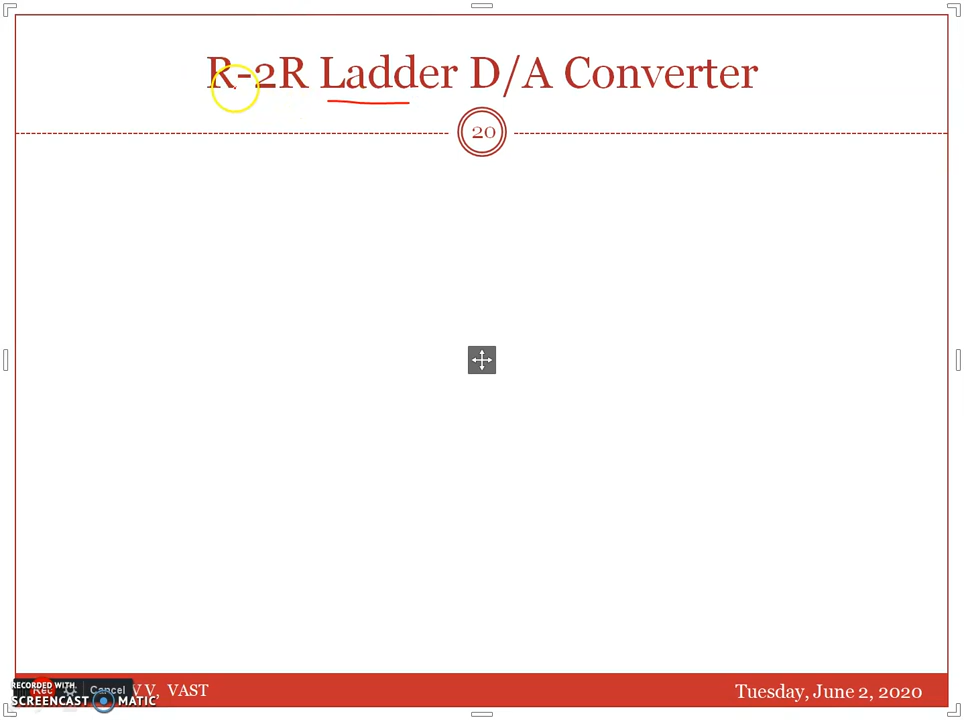 R-2R Ladder D/A Converter
20
RECORDED WITH
SCREENCAST MATIC
Rec Cancel
V V, VAST
Tuesday, June 2, 2020